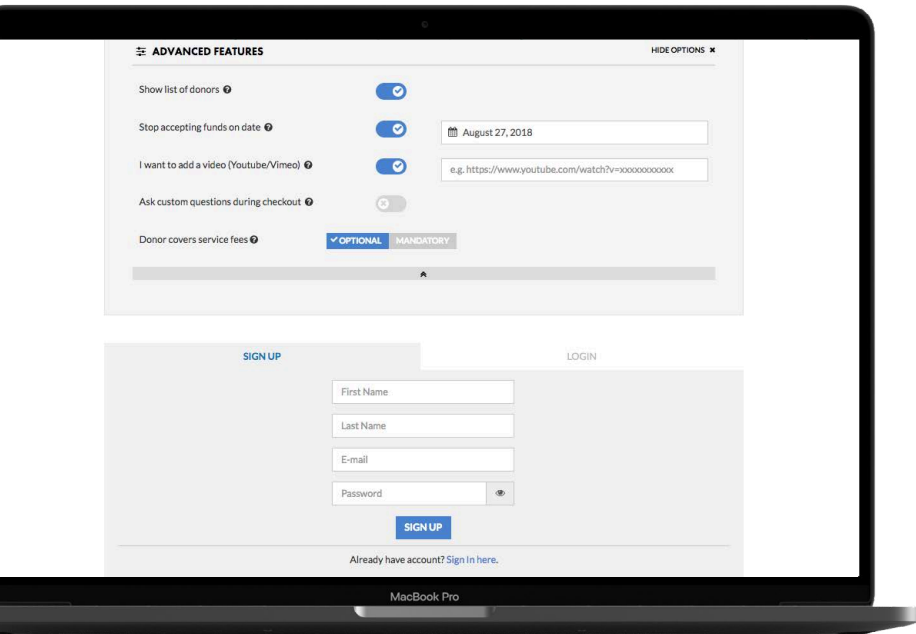 ADVANCED FEATURES
HIDE OPTIONS ×
Show list of donors ?
Stop accepting funds on date ?
August 27, 2018
I want to add a video (Youtube/Vimeo) ?
e.g. https://www.youtube.com/watch?v=xxxxxxxxxxx
Ask custom questions during checkout ?
Donor covers service fees ?
OPTIONAL MANDATORY
SIGN UP
LOGIN
First Name
Last Name
E-mail
Password
SIGN UP
Already have account? Sign In here.
MacBook Pro